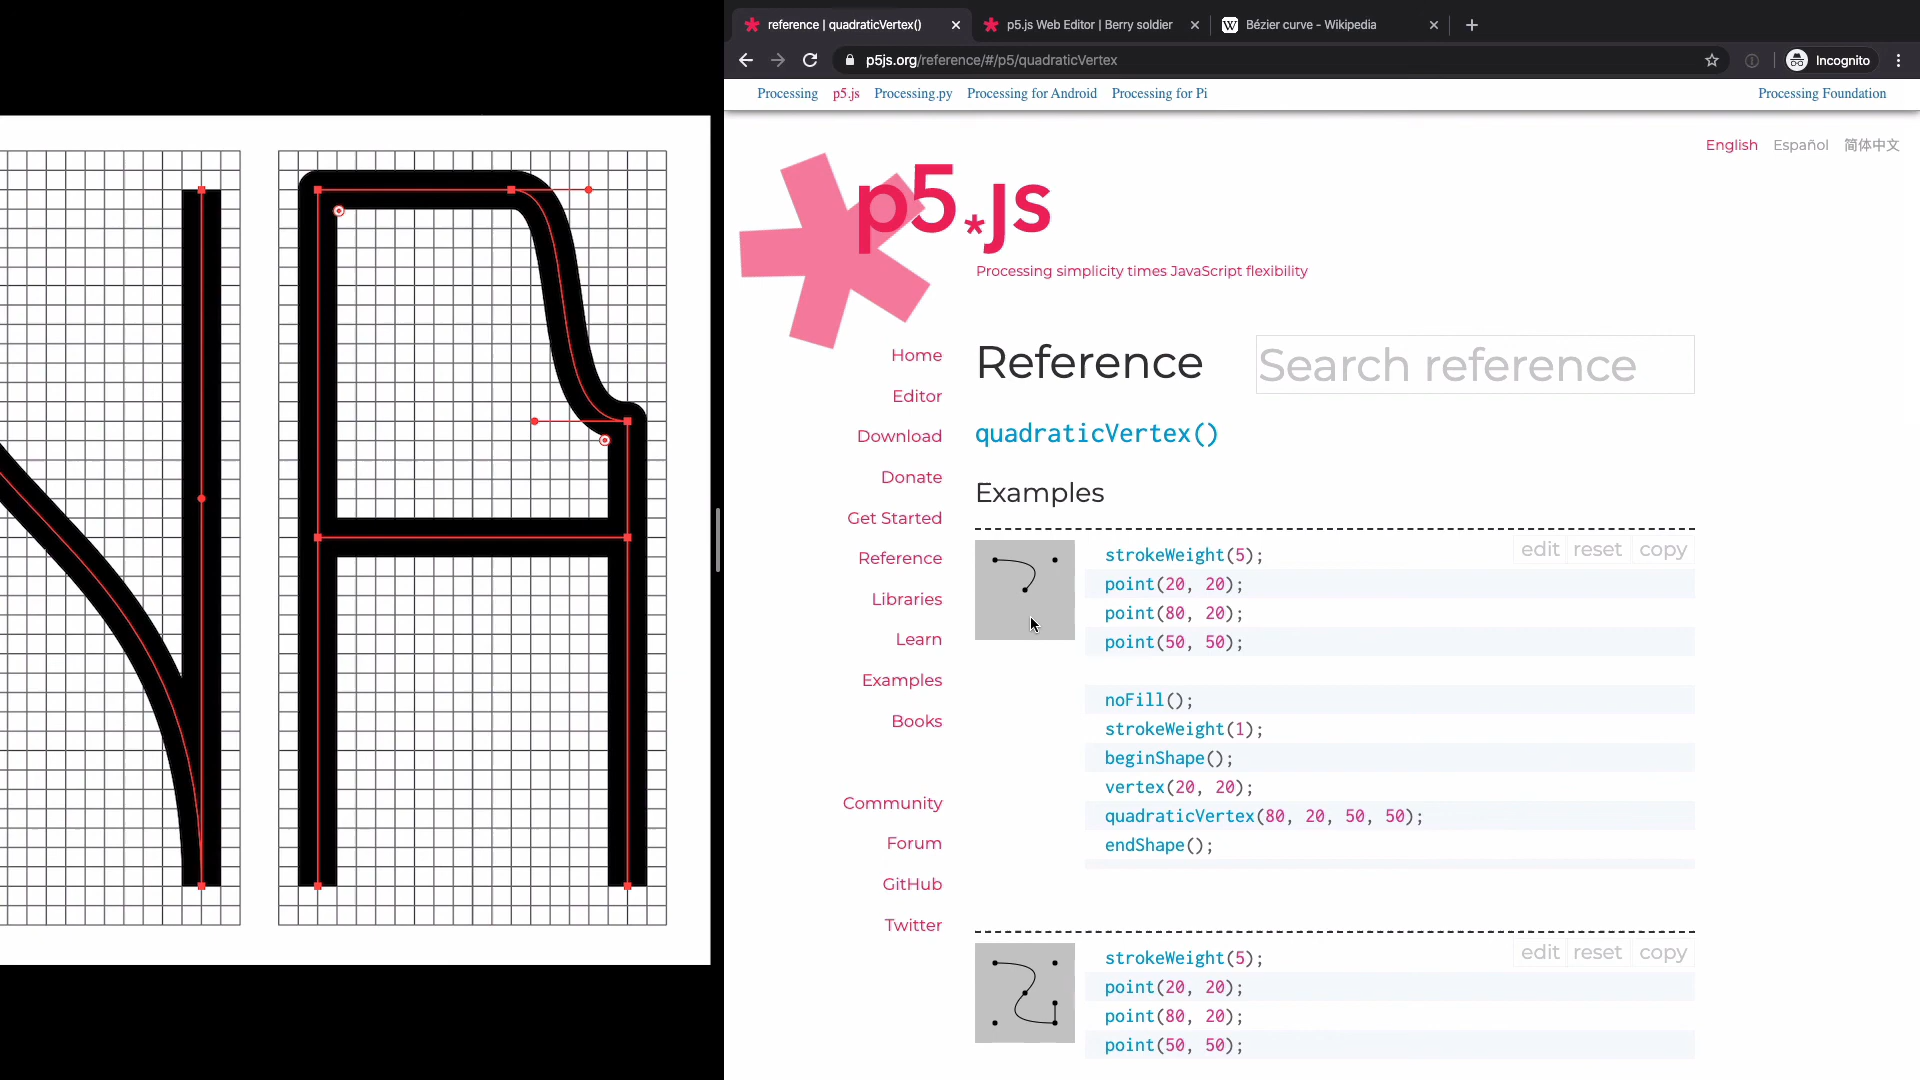 reference | quadraticVertex()
p5.js Web Editor | Berry soldier
W
Bézier curve - Wikipedia
p5js.org/reference/#/p5/quadraticVertex
Incognito
Processing
p5.js
Processing.py
Processing for Android
Processing for Pi
Processing Foundation
English
Español
简体中文
p5*js
Processing simplicity times JavaScript flexibility
Home
Editor
Download
Donate
Get Started
Reference
Libraries
Learn
Examples
Books
Community
Forum
GitHub
Twitter
Reference
Search reference
quadraticVertex()
Examples
edit reset copy
strokeWeight(5);
point(20, 20);
point(80, 20);
point(50, 50);
noFill();
strokeWeight(1);
beginShape();
vertex(20, 20);
quadraticVertex(80, 20, 50, 50);
endShape();
edit reset copy
strokeWeight(5);
point(20, 20);
point(80, 20);
point(50, 50);